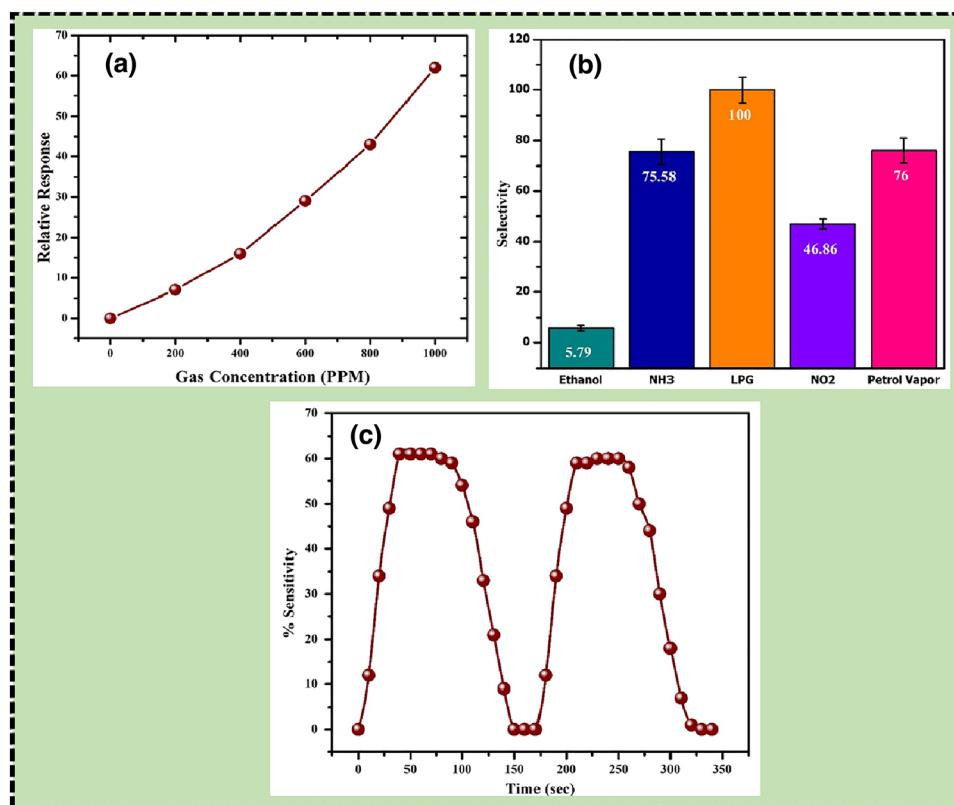 (a)
70
60
50
40
30
20
10
0
Relative Response
0 200 400 600 800 1000
Gas Concentration (PPM)
(b)
120
100
80
60
40
20
0
Selectivity
5.79
75.58
100
46.86
76
Ethanol NH3 LPG NO2 Petrol Vapor
(c)
70
60
50
40
30
20
10
0
% Sensitivity
0 50 100 150 200 250 300 350
Time (sec)